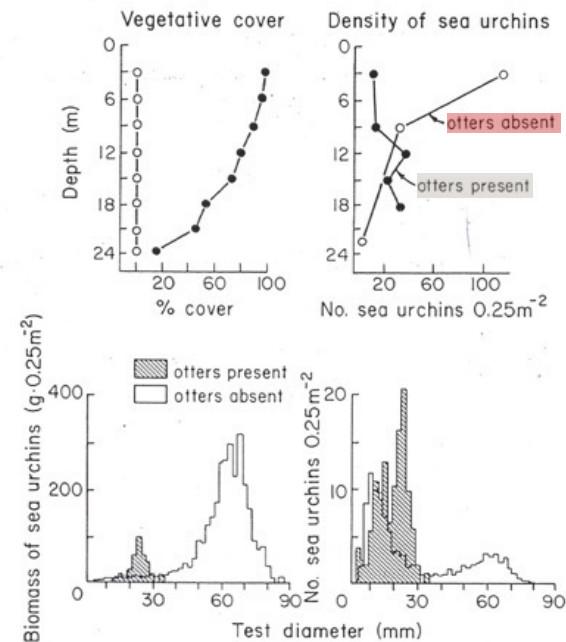 Vegetative cover
Density of sea urchins
0
6
12
18
24
Depth (m)
20
60
100
% cover
0
6
12
18
24
otters absent
otters present
20
60
100
No. sea urchins 0.25m⁻²
Biomass of sea urchins (g·0.25m⁻²)
400
200
0
30
60
90
otters present
otters absent
No. sea urchins 0.25m⁻²
20
10
0
30
60
90
Test diameter (mm)